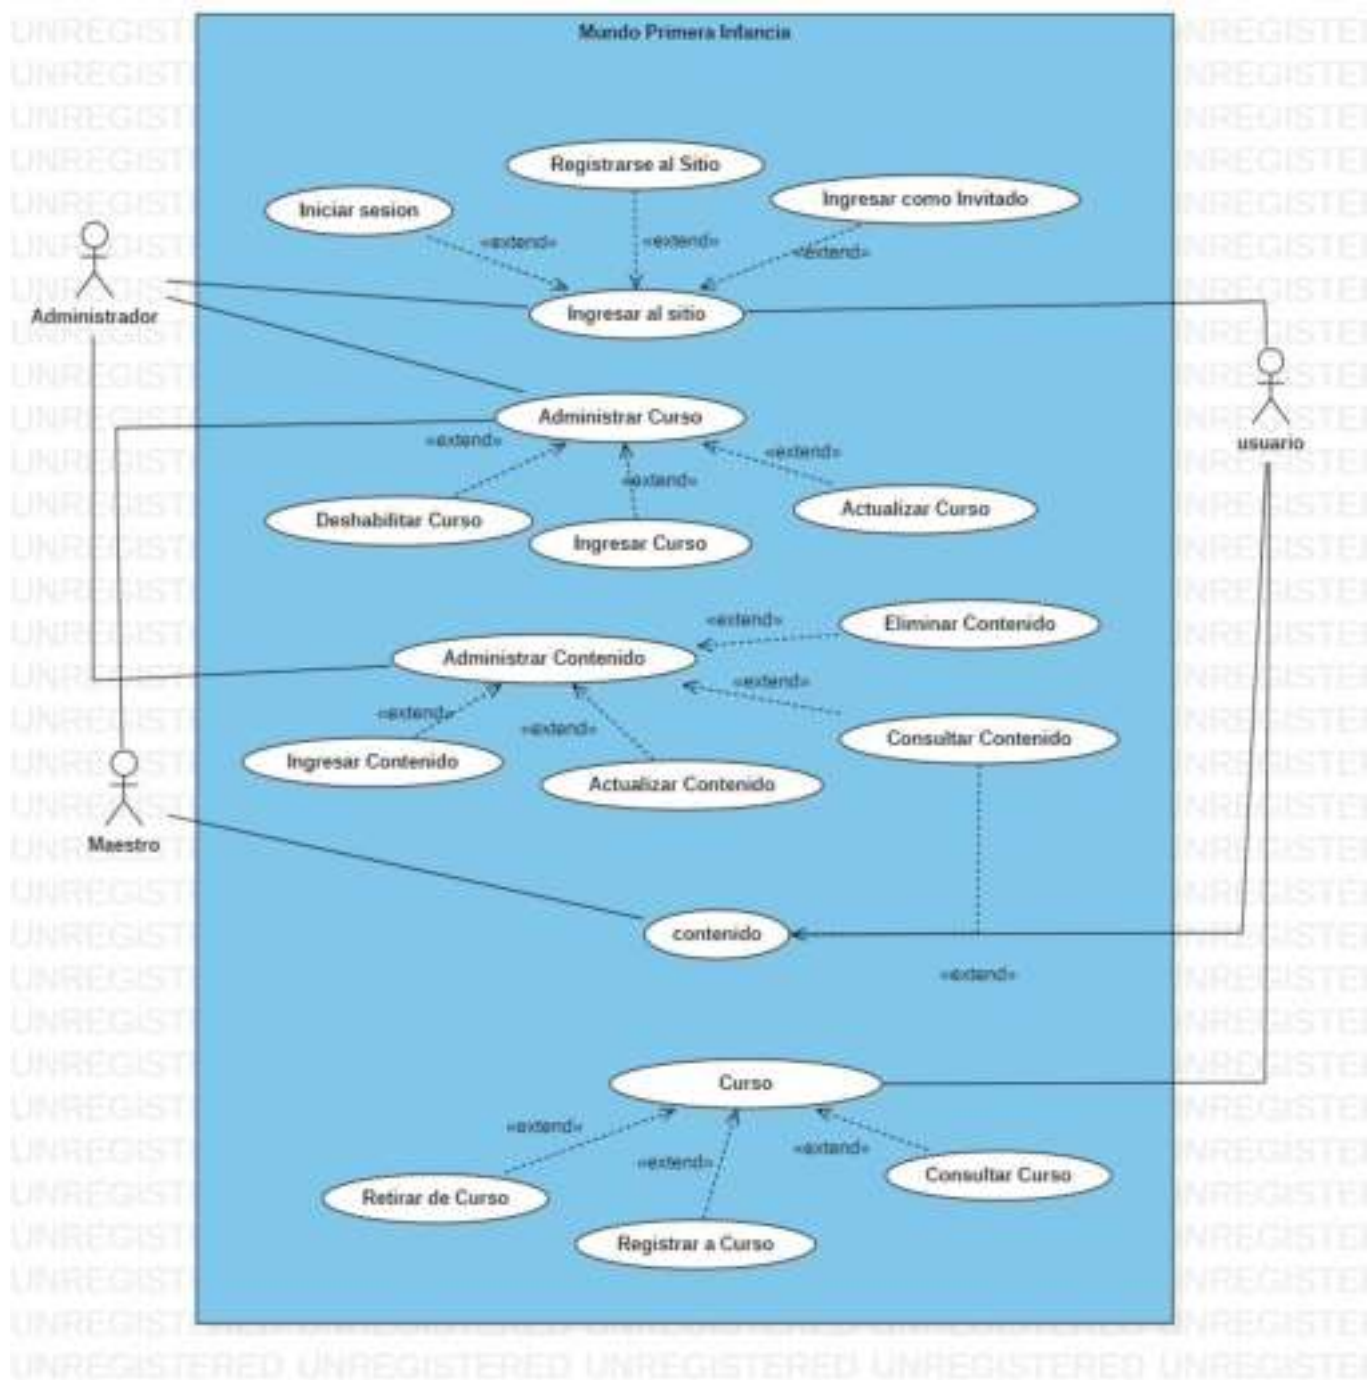 Mundo Primera Infancia
Registrarse al Sitio
Ingresar como Invitado
Iniciar sesion
«extend»
«extend»
«extend»
Administrador
Ingresar al sitio
usuario
Administrar Curso
«extend»
«extend»
«extend»
Deshabilitar Curso
Actualizar Curso
Ingresar Curso
«extend»
Eliminar Contenido
Administrar Contenido
«extend»
«extend»
«extend»
Consultar Contenido
Ingresar Contenido
Actualizar Contenido
Maestro
contenido
«extend»
Curso
«extend»
«extend»
«extend»
Consultar Curso
Retirar de Curso
Registrar a Curso
UNREGISTERED UNREGISTERED UNREGISTERED UNREGISTERED